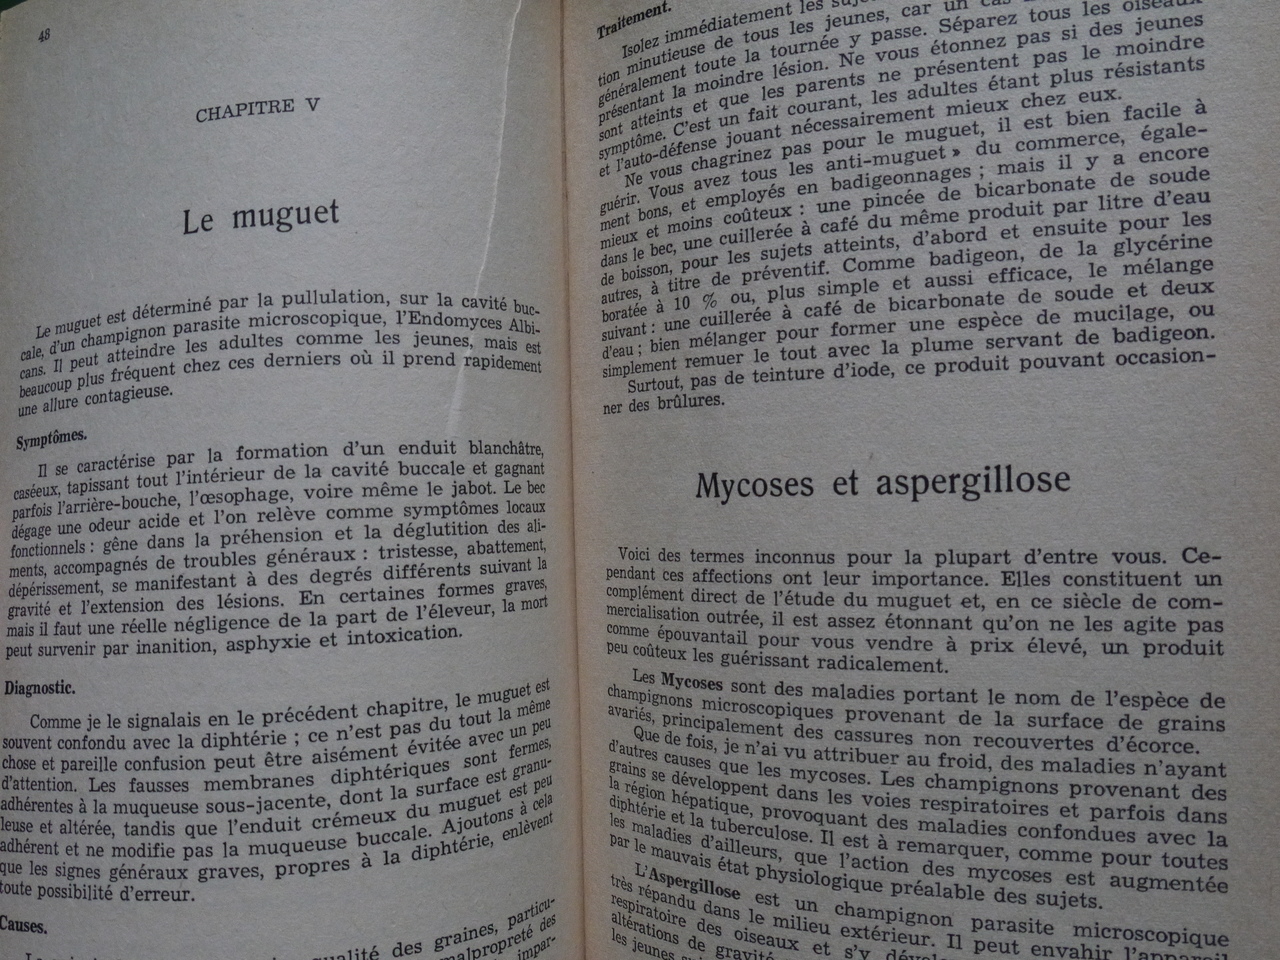 48
CHAPITRE V
Le muguet
Le muguet est déterminé par la pullulation, sur la cavité buc-
cale, d'un champignon parasite microscopique, l'Endomyces Albi-
cans. Il peut atteindre les adultes comme les jeunes, mais est
beaucoup plus fréquent chez ces derniers où il prend rapidement
une allure contagieuse.
Symptômes.
Il se caractérise par la formation d'un enduit blanchâtre,
caséeux, tapissant tout l'intérieur de la cavité buccale et gagnant
parfois l'arrière-bouche, l'œsophage, voire même le jabot. Le bec
dégage une odeur acide et l'on relève comme symptômes locaux
fonctionnels : gêne dans la préhension et la déglutition des ali-
ments, accompagnés de troubles généraux : tristesse, abattement,
dépérissement, se manifestant à des degrés différents suivant la
gravité et l'extension des lésions. En certaines formes graves,
mais il faut une réelle négligence de la part de l'éleveur, la mort
peut survenir par inanition, asphyxie et intoxication.
Diagnostic.
Comme je le signalais en le précédent chapitre, le muguet est
souvent confondu avec la diphtérie ; ce n'est pas du tout la même
chose et pareille confusion peut être aisément évitée avec un peu
d'attention. Les fausses membranes diphtériques sont fermes,
adhérentes à la muqueuse sous-jacente, dont la surface est granu-
leuse et altérée, tandis que l'enduit crémeux du muguet est peu
adhérent et ne modifie pas la muqueuse buccale. Ajoutons à cela
que les signes généraux graves, propres à la diphtérie, enlèvent
toute possibilité d'erreur.
Causes.
qualité des graines, particu-
malpropreté des
impar-
Traitement.
Isolez immédiatement les
tion minutieuse de tous les jeunes, car un cas
généralement toute la tournée y passe. Séparez tous les oiseaux
présentant la moindre lésion. Ne vous étonnez pas si des jeunes
sont atteints et que les parents ne présentent pas le moindre
symptôme. C'est un fait courant, les adultes étant plus résistants
et l'auto-défense jouant nécessairement mieux chez eux.
Ne vous chagrinez pas pour le muguet, il est bien facile à
guérir. Vous avez tous les anti-muguet » du commerce, égale-
ment bons, et employés en badigeonnages ; mais il y a encore
mieux et moins coûteux : une pincée de bicarbonate de soude
dans le bec, une cuillerée à café du même produit par litre d'eau
de boisson, pour les sujets atteints, d'abord et ensuite pour les
autres, à titre de préventif. Comme badigeon, de la glycérine
boratée à 10 % ou, plus simple et aussi efficace, le mélange
suivant : une cuillerée à café de bicarbonate de soude et deux
d'eau ; bien mélanger pour former une espèce de mucilage, ou
simplement remuer le tout avec la plume servant de badigeon.
Surtout, pas de teinture d'iode, ce produit pouvant occasion-
ner des brûlures.
Mycoses et aspergillose
Voici des termes inconnus pour la plupart d'entre vous. Ce-
pendant ces affections ont leur importance. Elles constituent un
complément direct de l'étude du muguet et, en ce siècle de com-
mercialisation outrée, il est assez étonnant qu'on ne les agite pas
comme épouvantail pour vous vendre à prix élevé, un produit
peu coûteux les guérissant radicalement.
Les Mycoses sont des maladies portant le nom de l'espèce de
champignons microscopiques provenant de la surface de grains
avariés, principalement des cassures non recouvertes d'écorce.
Que de fois, je n'ai vu attribuer au froid, des maladies n'ayant
d'autres causes que les mycoses. Les champignons provenant des
grains se développent dans les voies respiratoires et parfois dans
la région hépatique, provoquant des maladies confondues avec la
diphtérie et la tuberculose. Il est à remarquer, comme pour toutes
les maladies d'ailleurs, que l'action des mycoses est augmentée
par le mauvais état physiologique préalable des sujets.
L'Aspergillose est un champignon parasite microscopique
très répandu dans le milieu extérieur. Il peut envahir l'appareil
respiratoire des oiseaux et s'y
altérations de
les jeunes